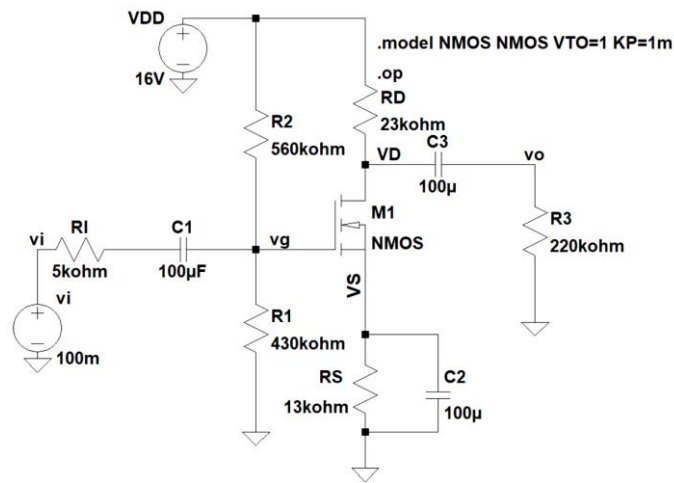 VDD
16V
.model NMOS NMOS VTO=1 KP=1m
.op
RD
23kohm
R2
560kohm
VD
C3
100µ
vo
R3
220kohm
M1
NMOS
vi
RI
5kohm
C1
100µF
vg
vi
100m
R1
430kohm
VS
RS
13kohm
C2
100µ